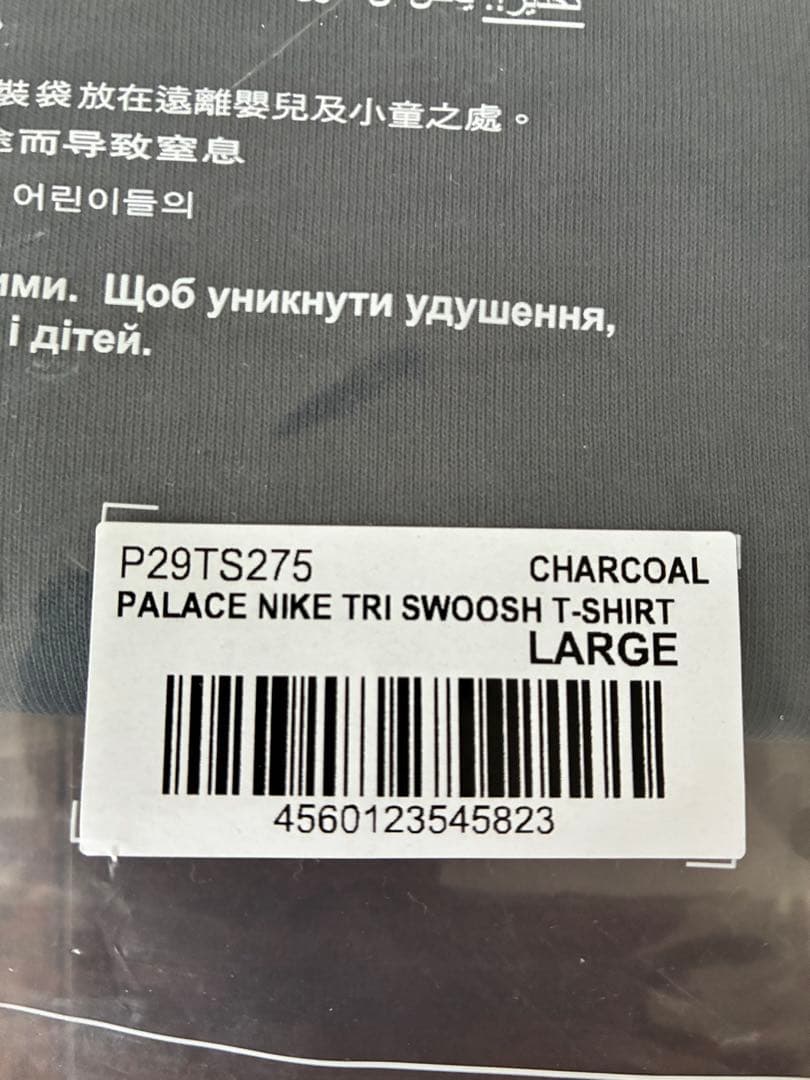 裝袋放在遠離嬰兒及小童之處。
而导致窒息
어린이들의
ими. Щоб уникнути удушення,
і дітей.
P29TS275 CHARCOAL
PALACE NIKE TRI SWOOSH T-SHIRT
LARGE
4560123545823